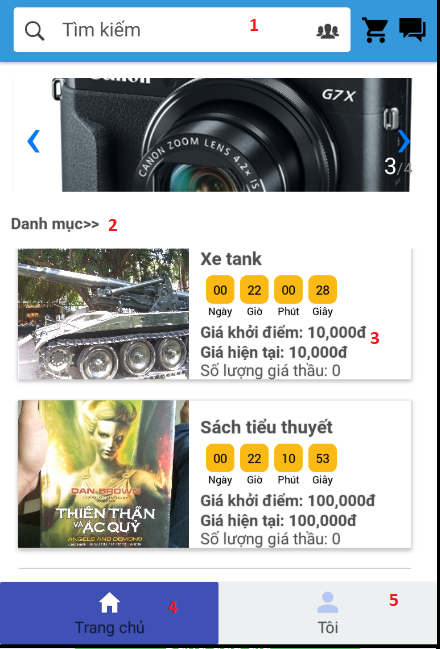 Tìm kiếm 1
Canon
G7 X
CANON ZOOM LENS 4.2x IS
3/4
Danh mục>> 2
Xe tank
00 22 00 28
Ngày Giờ Phút Giây
Giá khởi điểm: 10,000đ
3
Giá hiện tại: 10,000đ
Số lượng giá thầu: 0
Sách tiểu thuyết
00 22 10 53
Ngày Giờ Phút Giây
Giá khởi điểm: 100,000đ
Giá hiện tại: 100,000đ
Số lượng giá thầu: 0
DAN BROWN
THIÊN THẦN
VÀ ÁC QUỶ
ANGELS AND DEMONS
4 5
Trang chủ Tôi